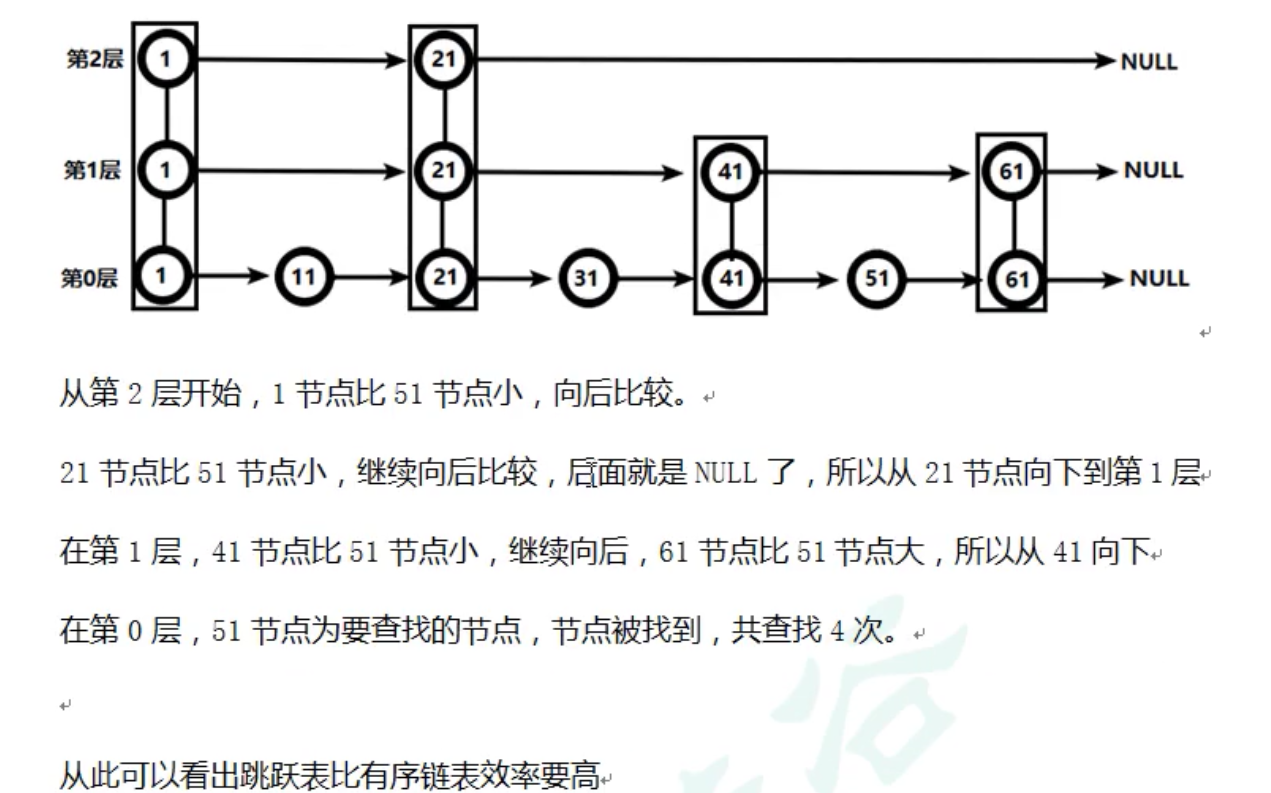 第2层 1 21 NULL
第1层 1 21 41 61 NULL
第0层 1 11 21 31 41 51 61 NULL
从第 2 层开始，1 节点比 51 节点小，向后比较。
21 节点比 51 节点小，继续向后比较，后面就是 NULL 了，所以从 21 节点向下到第 1 层
在第 1 层，41 节点比 51 节点小，继续向后，61 节点比 51 节点大，所以从 41 向下
在第 0 层，51 节点为要查找的节点，节点被找到，共查找 4 次。
从此可以看出跳跃表比有序链表效率要高